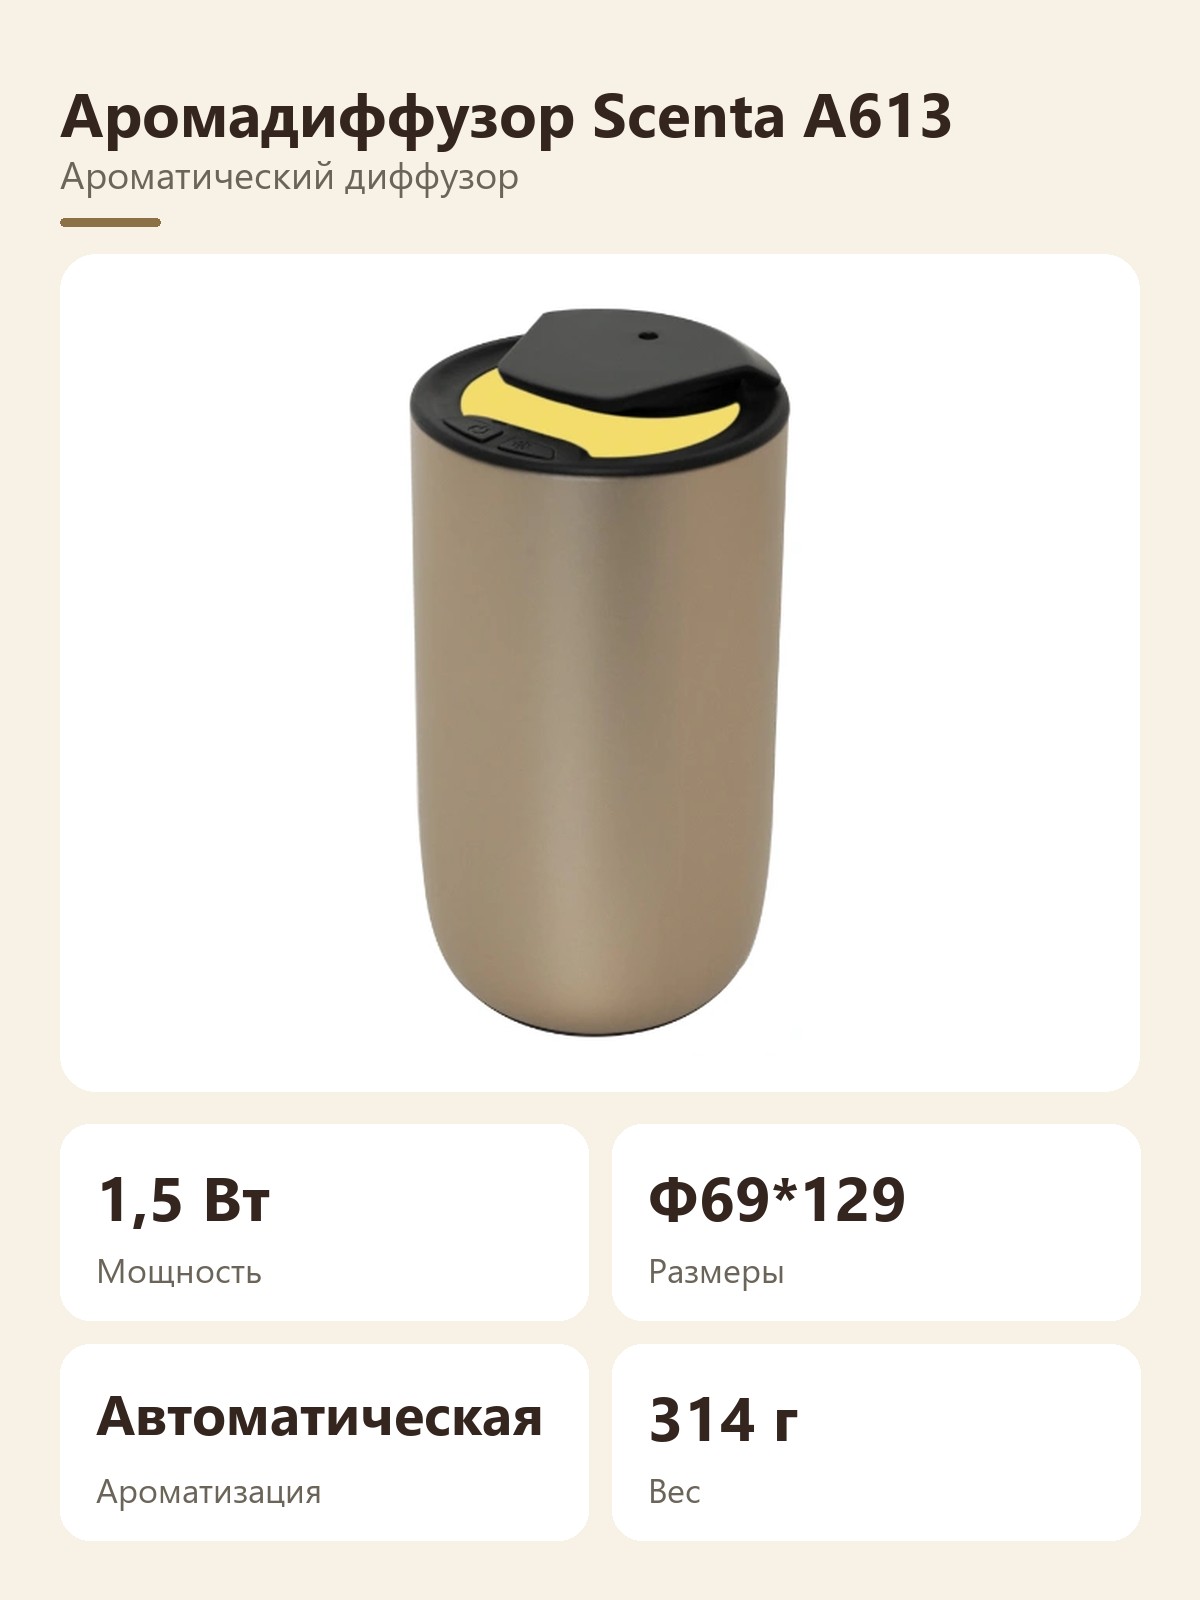 Аромадиффузор Scenta A613
Ароматический диффузор
1,5 Вт
Мощность
Ф69*129
Размеры
Автоматическая
Ароматизация
314 г
Вес